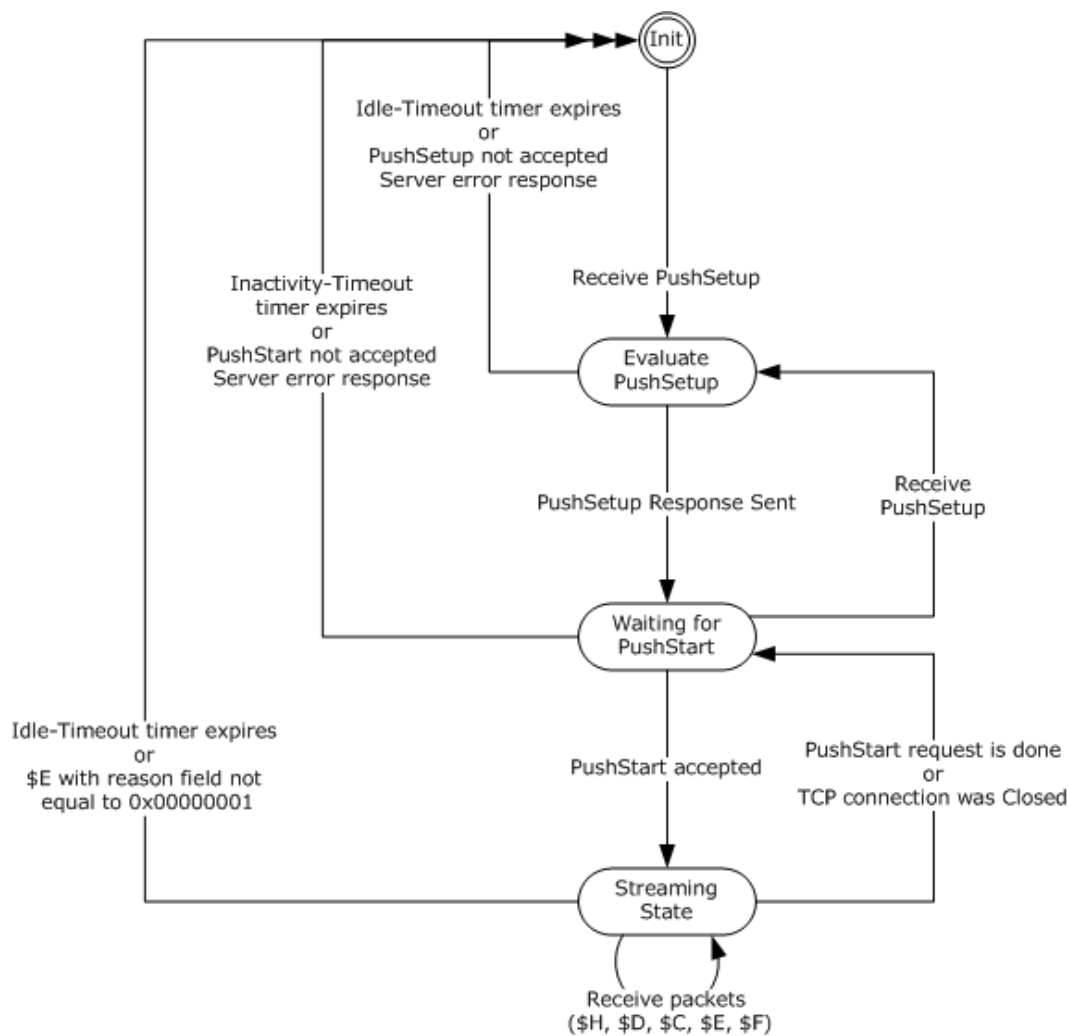 Init
Idle-Timeout timer expires
or
PushSetup not accepted
Server error response
Receive PushSetup
Inactivity-Timeout
timer expires
or
PushStart not accepted
Server error response
Evaluate
PushSetup
PushSetup Response Sent
Receive
PushSetup
Waiting for
PushStart
Idle-Timeout timer expires
or
$E with reason field not
equal to 0x00000001
PushStart accepted
PushStart request is done
or
TCP connection was Closed
Streaming
State
Receive packets
($H, $D, $C, $E, $F)